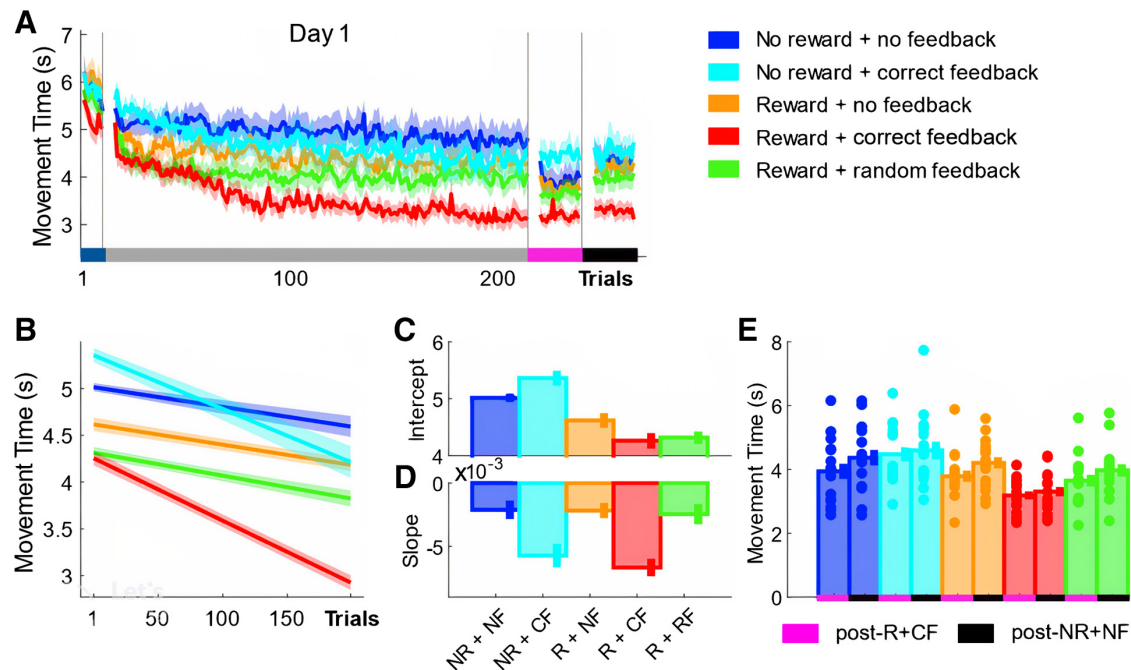 A
Day 1
Movement Time (s)
7
6
5
4
3
1
100
200
Trials
No reward + no feedback
No reward + correct feedback
Reward + no feedback
Reward + correct feedback
Reward + random feedback
B
Movement Time (s)
5
4.5
4
3.5
3
1
50
100
150
Trials
Let's
C
Intercept
6
5
4
D
X10⁻³
Slope
0
-5
NR + NF
NR + CF
R + NF
R + CF
R + RF
E
Movement Time (s)
8
6
4
2
0
post-R+CF
post-NR+NF